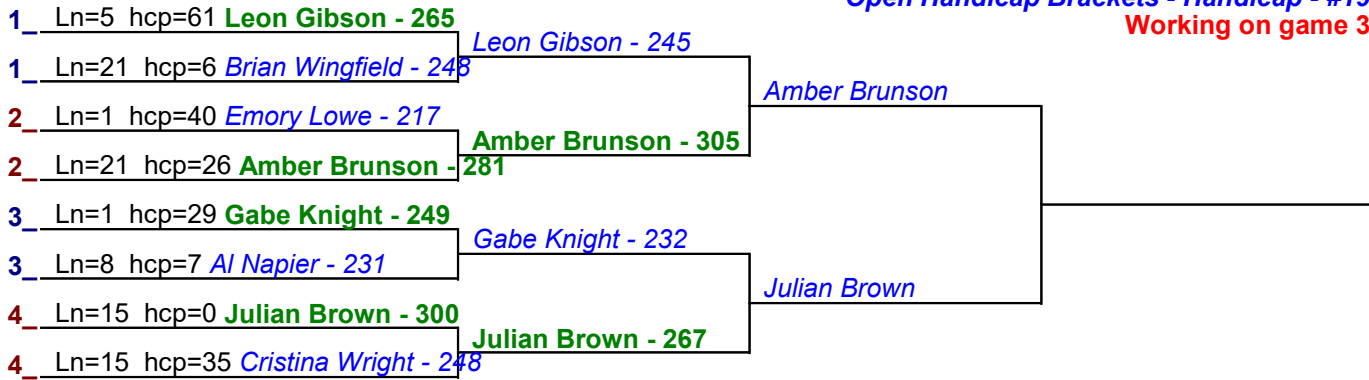 Open Handicap Brackets - Handicap - #19
Working on game 3
1_ Ln=5 hcp=61 Leon Gibson - 265
Leon Gibson - 245
1_ Ln=21 hcp=6 Brian Wingfield - 248
Amber Brunson
2_ Ln=1 hcp=40 Emory Lowe - 217
Amber Brunson - 305
2_ Ln=21 hcp=26 Amber Brunson - 281
3_ Ln=1 hcp=29 Gabe Knight - 249
Gabe Knight - 232
3_ Ln=8 hcp=7 Al Napier - 231
Julian Brown
4_ Ln=15 hcp=0 Julian Brown - 300
Julian Brown - 267
4_ Ln=15 hcp=35 Cristina Wright - 248